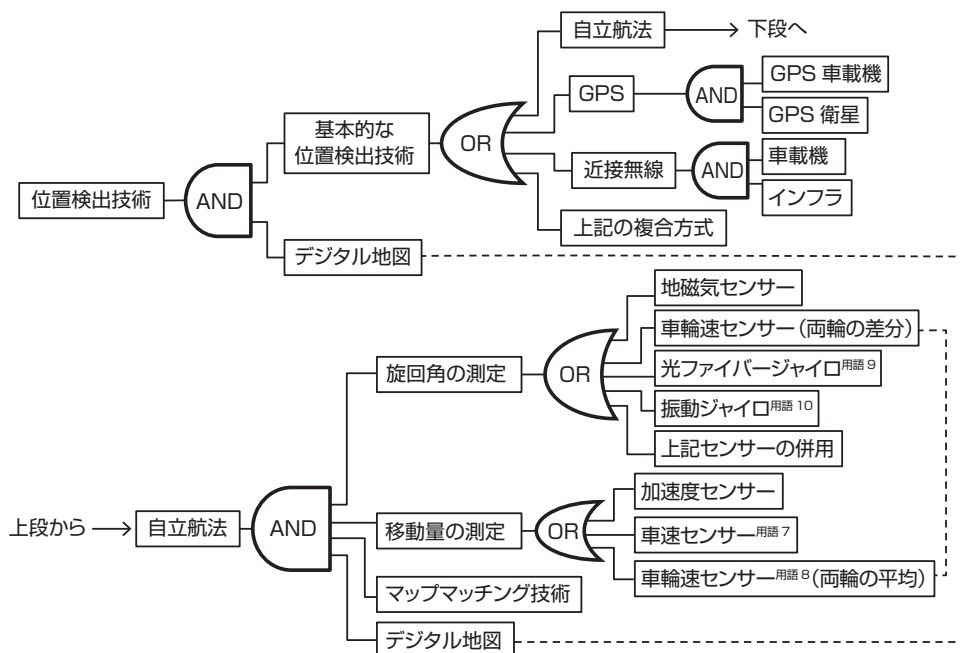 自立航法
下段へ
GPS
AND
GPS 車載機
GPS 衛星
基本的な
位置検出技術
OR
近接無線
AND
車載機
インフラ
位置検出技術
AND
上記の複合方式
デジタル地図
地磁気センサー
車輪速センサー(両輪の差分)
旋回角の測定
OR
光ファイバージャイロ用語 9
振動ジャイロ用語 10
上記センサーの併用
加速度センサー
上段から
自立航法
AND
移動量の測定
OR
車速センサー用語 7
車輪速センサー用語 8(両輪の平均)
マップマッチング技術
デジタル地図